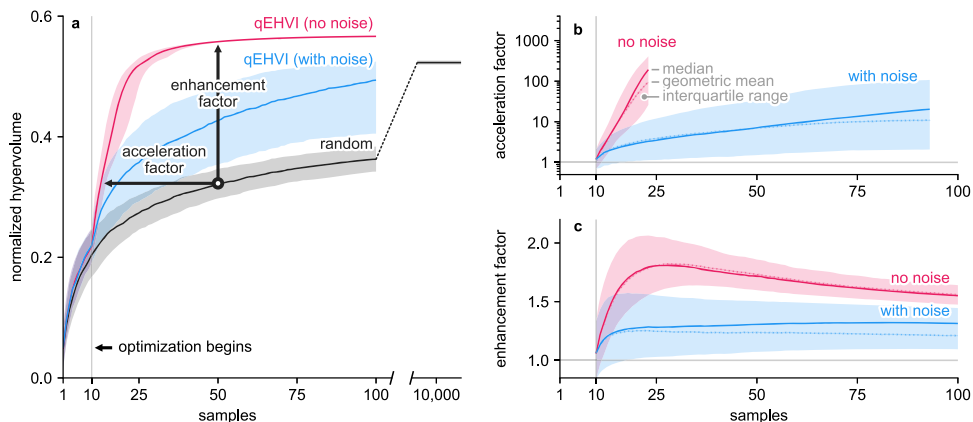 a
qEHVI (no noise)
qEHVI (with noise)
enhancement
factor
acceleration
factor
random
optimization begins
normalized hypervolume
0.6
0.4
0.2
0.0
1
10
25
50
75
100
10,000
samples
b
no noise
median
geometric mean
interquartile range
with noise
acceleration factor
1000
100
10
1
1
10
25
50
75
100
samples
c
no noise
with noise
enhancement factor
2.0
1.5
1.0
1
10
25
50
75
100
samples